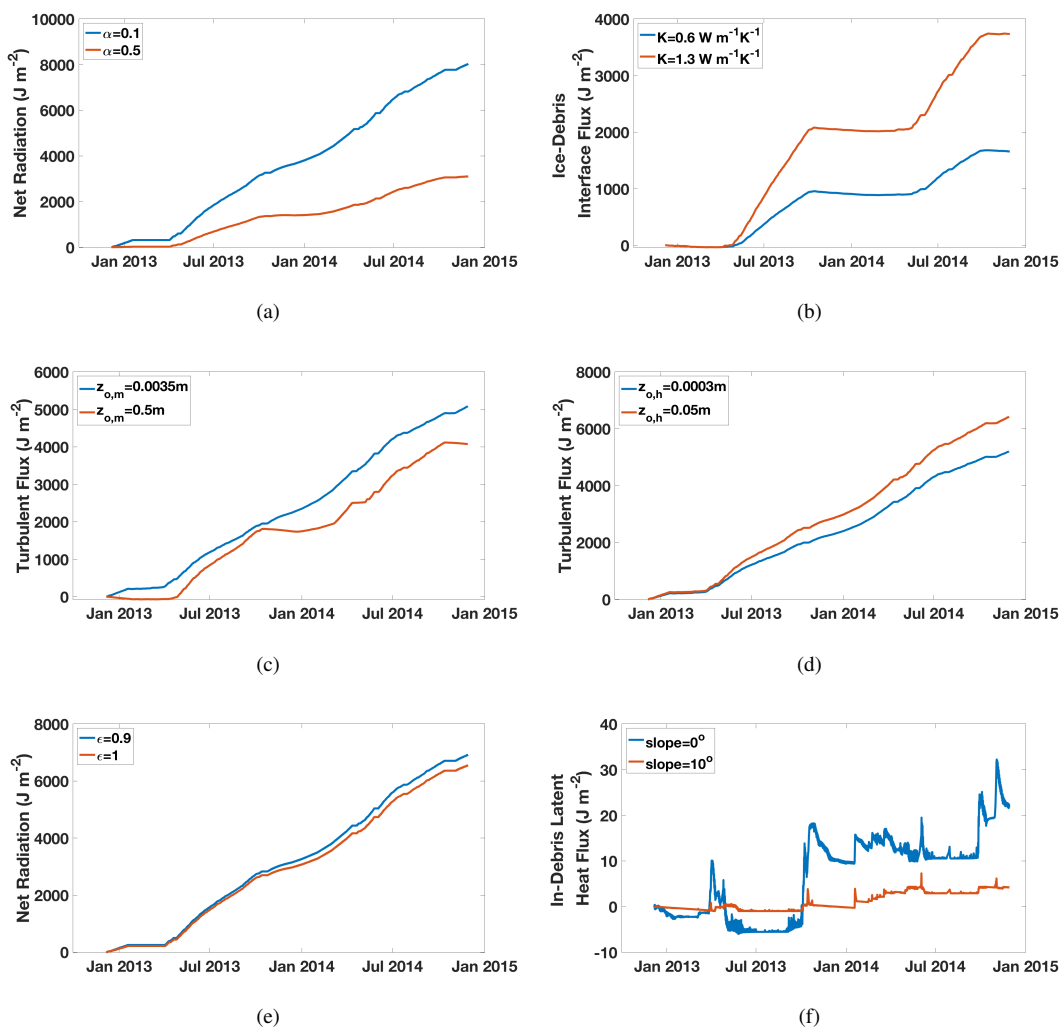 10000
8000
6000
4000
2000
0
Net Radiation (J m⁻²)
α=0.1
α=0.5
Jan 2013
Jul 2013
Jan 2014
Jul 2014
Jan 2015
(a)
4000
3000
2000
1000
0
Ice-Debris
Interface Flux (J m⁻²)
K=0.6 W m⁻¹K⁻¹
K=1.3 W m⁻¹K⁻¹
Jan 2013
Jul 2013
Jan 2014
Jul 2014
Jan 2015
(b)
6000
5000
4000
3000
2000
1000
0
Turbulent Flux (J m⁻²)
z_{o,m}=0.0035m
z_{o,m}=0.5m
Jan 2013
Jul 2013
Jan 2014
Jul 2014
Jan 2015
(c)
8000
6000
4000
2000
0
Turbulent Flux (J m⁻²)
z_{o,h}=0.0003m
z_{o,h}=0.05m
Jan 2013
Jul 2013
Jan 2014
Jul 2014
Jan 2015
(d)
8000
6000
4000
2000
0
Net Radiation (J m⁻²)
ϵ=0.9
ϵ=1
Jan 2013
Jul 2013
Jan 2014
Jul 2014
Jan 2015
(e)
40
30
20
10
0
-10
In-Debris Latent
Heat Flux (J m⁻²)
slope=0°
slope=10°
Jan 2013
Jul 2013
Jan 2014
Jul 2014
Jan 2015
(f)